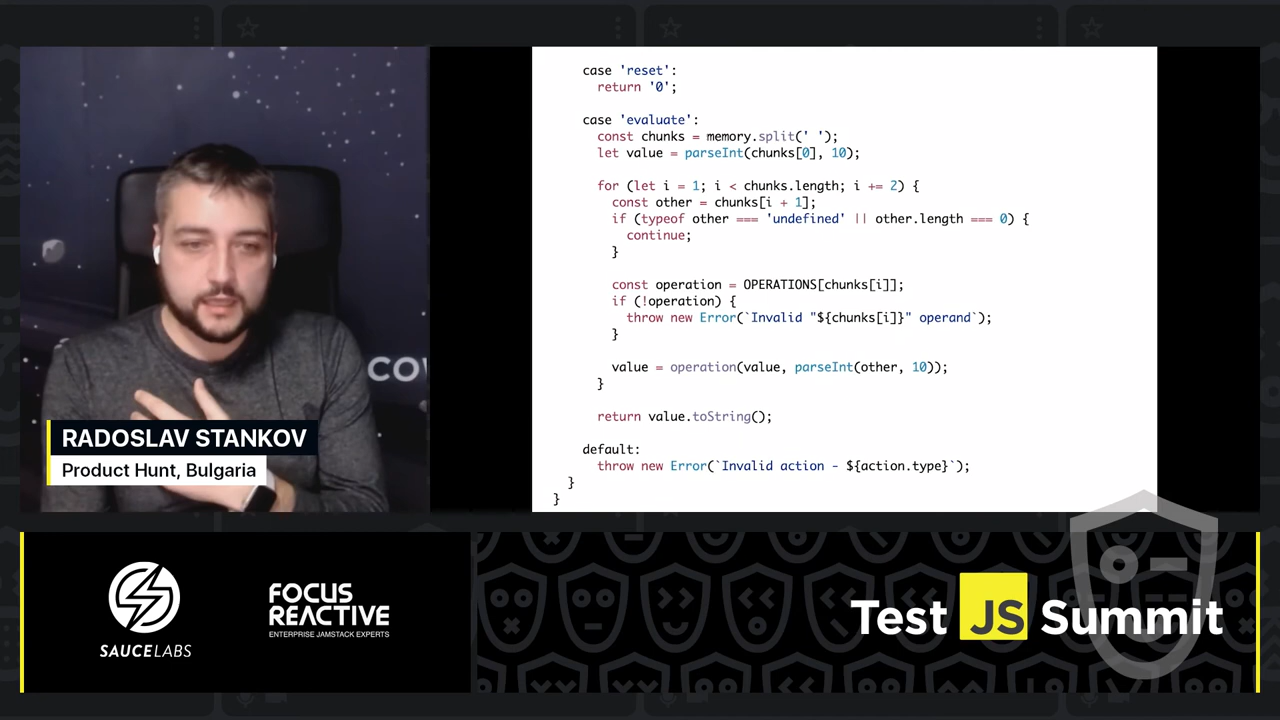 case 'reset':
return '0';
case 'evaluate':
const chunks = memory.split(' ');
let value = parseInt(chunks[0], 10);
for (let i = 1; i < chunks.length; i += 2) {
const other = chunks[i + 1];
if (typeof other === 'undefined' || other.length === 0) {
continue;
}
const operation = OPERATIONS[chunks[i]];
if (!operation) {
throw new Error(`Invalid "${chunks[i]}" operand`);
}
value = operation(value, parseInt(other, 10));
}
return value.toString();
default:
throw new Error(`Invalid action - ${action.type}`);
}
}
COV
RADOSLAV STANKOV
Product Hunt, Bulgaria
SAUCELABS
FOCUS
REACTIVE
ENTERPRISE JAMSTACK EXPERTS
Test JS Summit